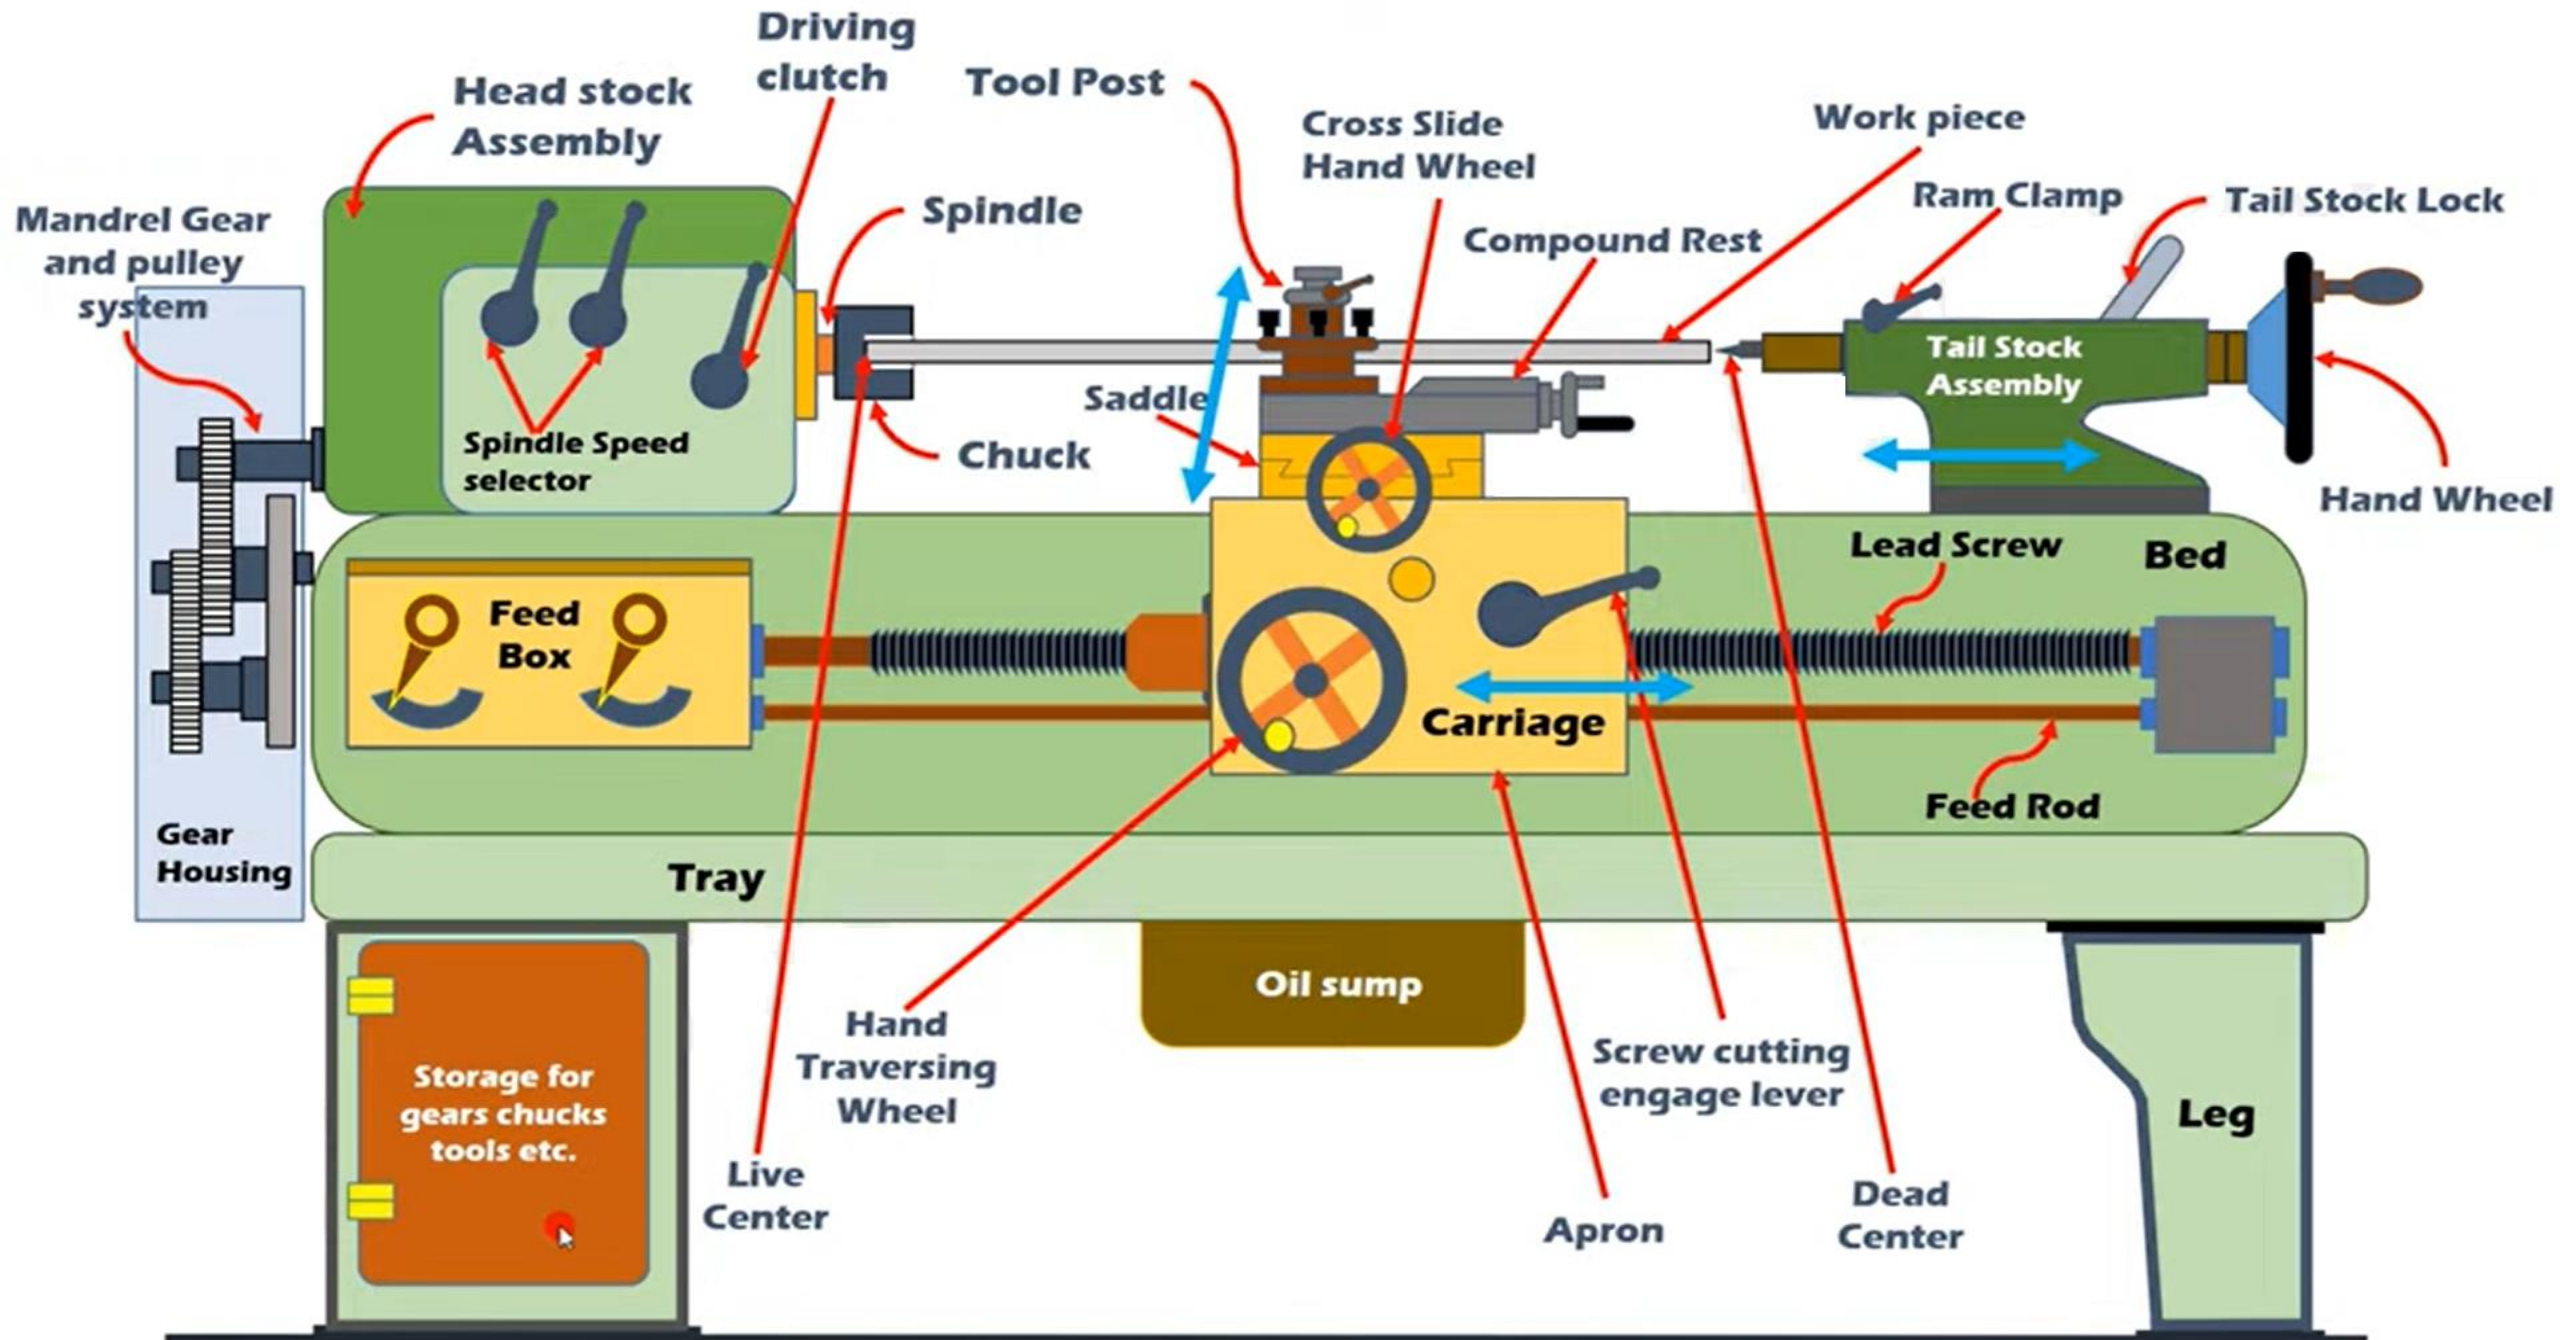 Driving
clutch
Head stock
Assembly
Tool Post
Cross Slide
Hand Wheel
Work piece
Ram Clamp
Tail Stock Lock
Mandrel Gear
and pulley
system
Spindle
Compound Rest
Tail Stock
Assembly
Saddle
Spindle Speed
selector
Chuck
Hand Wheel
Lead Screw
Bed
Feed
Box
Carriage
Feed Rod
Gear
Housing
Tray
Oil sump
Hand
Traversing
Wheel
Screw cutting
engage lever
Storage for
gears chucks
tools etc.
Leg
Live
Center
Apron
Dead
Center